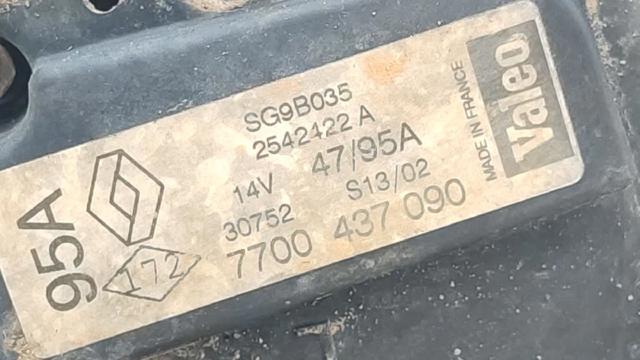 SG9B035
2542422 A
14V 47/95A
30752 S13/02
7700 437 090
95A
172
MADE IN FRANCE
Valeo